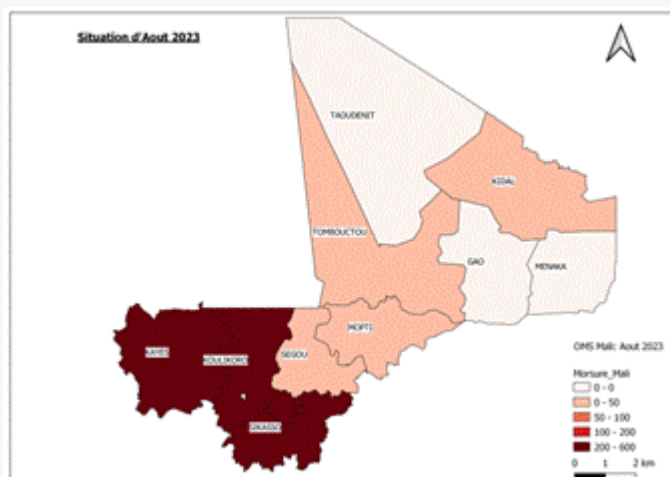 Situation d'Aout 2023
TAOUDENIT
KIDAL
TOMBOUCTOU
GAO
MENAKA
MOPTI
SEGOU
KAYES
KOULIKORO
SIKASSO
OMS Mali: Aout 2023
Morsure_Mali
0 - 0
0 - 50
50 - 100
100 - 200
200 - 600
0 1 2 km